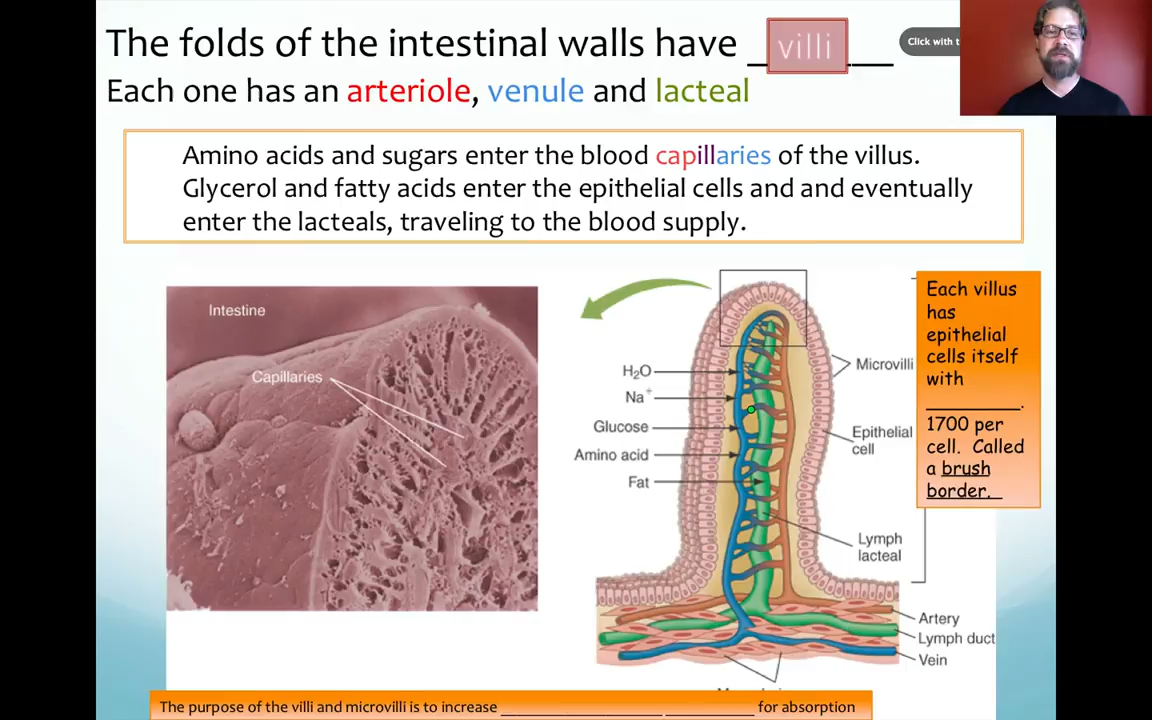 The folds of the intestinal walls have _villi__
Click with t
Each one has an arteriole, venule and lacteal
Amino acids and sugars enter the blood capillaries of the villus.
Glycerol and fatty acids enter the epithelial cells and and eventually
enter the lacteals, traveling to the blood supply.
Intestine
Capillaries
H₂O
Na⁺
Glucose
Amino acid
Fat
Microvilli
Epithelial
cell
Lymph
lacteal
Artery
Lymph duct
Vein
Each villus
has
epithelial
cells itself
with
__________.
1700 per
cell. Called
a brush
border._
The purpose of the villi and microvilli is to increase __________________ __________ for absorption